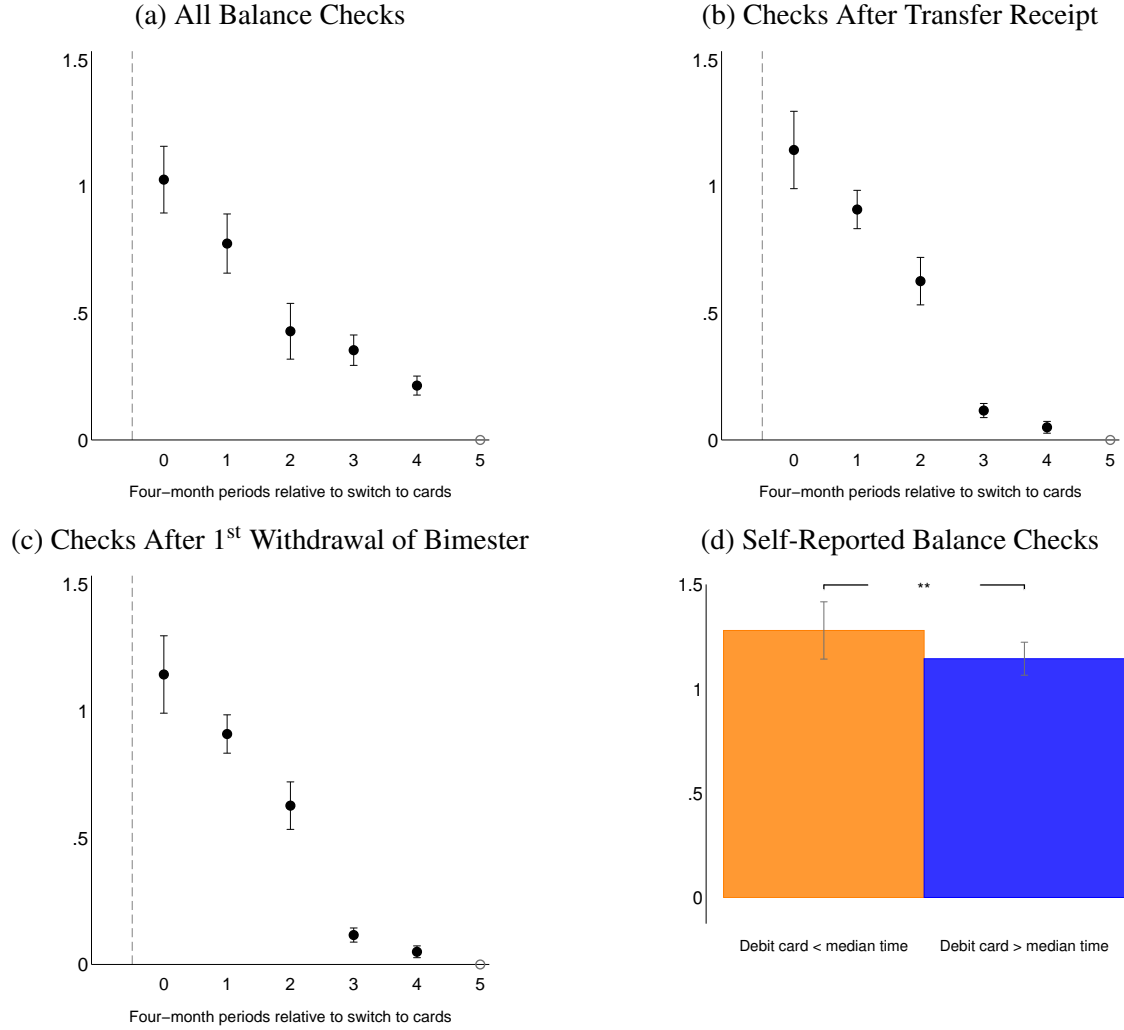 (a) All Balance Checks
1.5
1
.5
0
0 1 2 3 4 5
Four−month periods relative to switch to cards
(b) Checks After Transfer Receipt
1.5
1
.5
0
0 1 2 3 4 5
Four−month periods relative to switch to cards
(c) Checks After 1st Withdrawal of Bimester
1.5
1
.5
0
0 1 2 3 4 5
Four−month periods relative to switch to cards
(d) Self-Reported Balance Checks
**
1.5
1
.5
0
Debit card < median time Debit card > median time